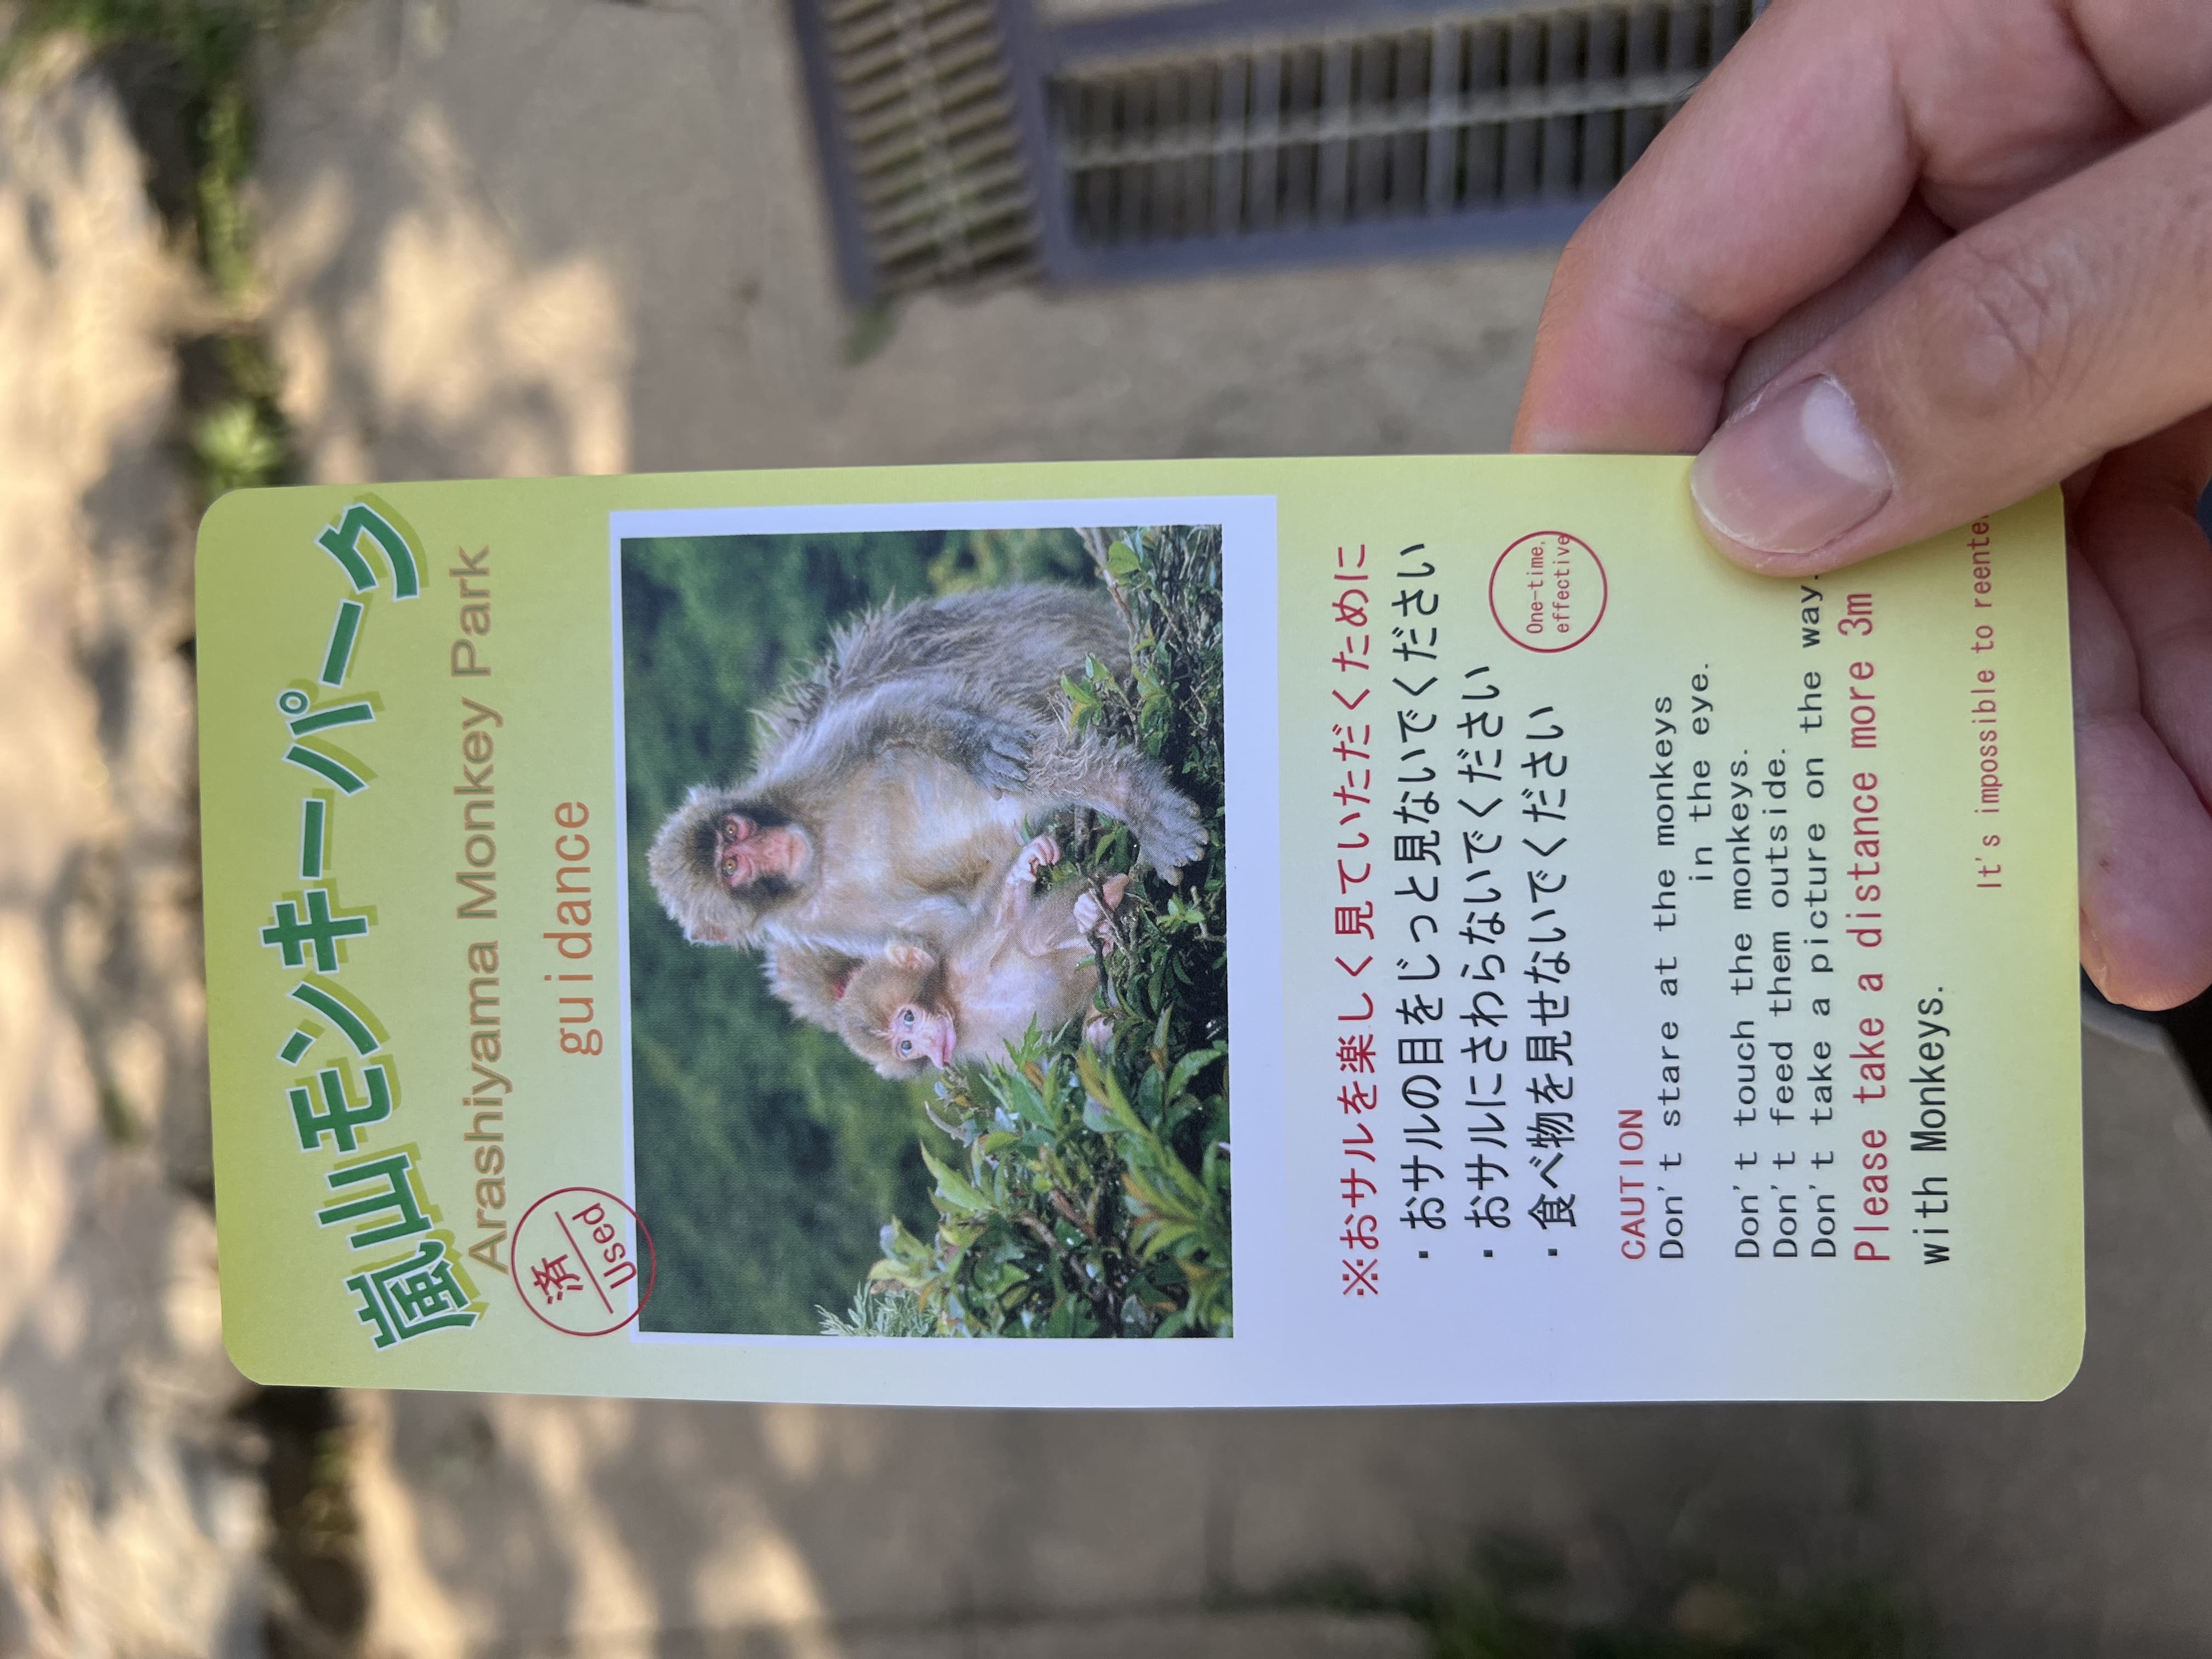 嵐山モンキーパーク
Arashiyama Monkey Park
済
Used
guidance
※おサルを楽しく見ていただくために
・おサルの目をじっと見ないでください
・おサルにさわらないでください
・食べ物を見せないでください
One-time,
effective
CAUTION
Don't stare at the monkeys
in the eye.
Don't touch the monkeys.
Don't feed them outside.
Don't take a picture on the way.
Please take a distance more 3m
with Monkeys.
It's impossible to